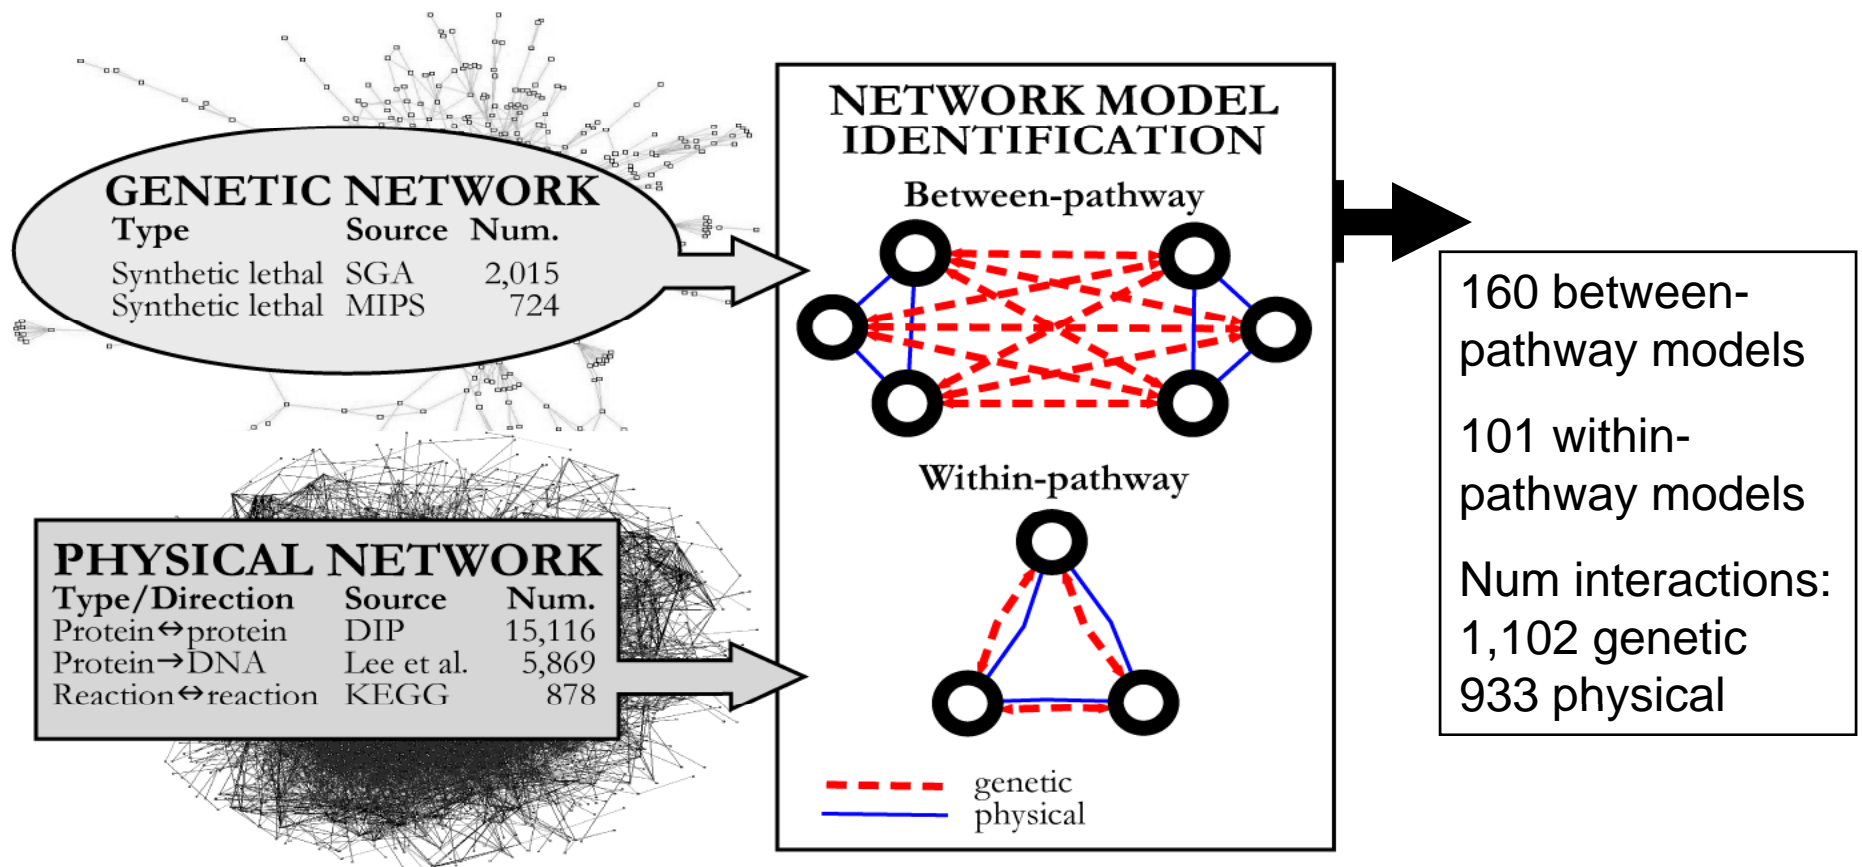 GENETIC NETWORK
Type Source Num.
Synthetic lethal SGA 2,015
Synthetic lethal MIPS 724
PHYSICAL NETWORK
Type/Direction Source Num.
Protein↔protein DIP 15,116
Protein→DNA Lee et al. 5,869
Reaction↔reaction KEGG 878
NETWORK MODEL
IDENTIFICATION
Between-pathway
Within-pathway
genetic
physical
160 between-
pathway models
101 within-
pathway models
Num interactions:
1,102 genetic
933 physical